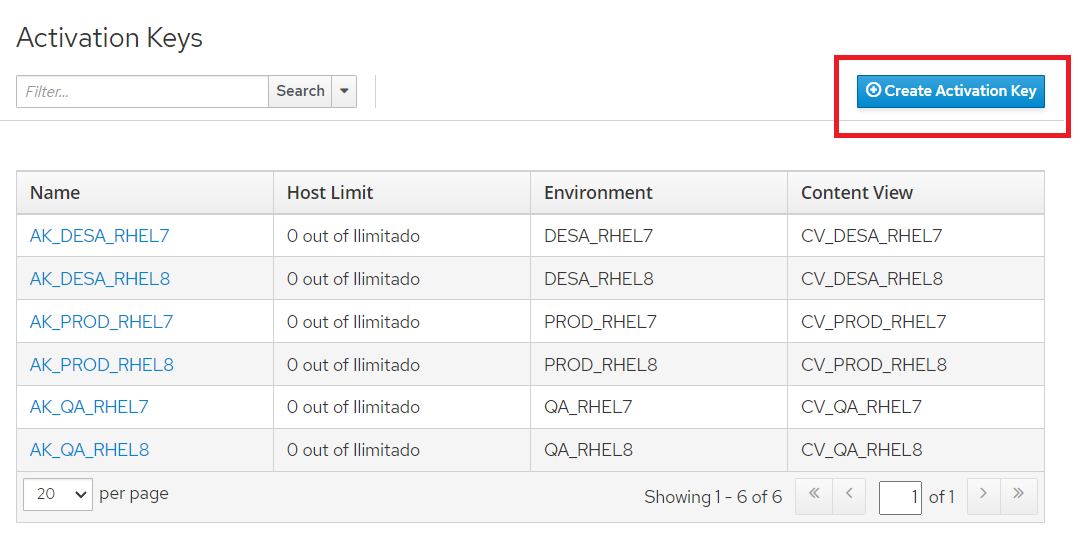 Activation Keys
Filter... Search Create Activation Key
Name Host Limit Environment Content View
AK_DESA_RHEL7 0 out of Ilimitado DESA_RHEL7 CV_DESA_RHEL7
AK_DESA_RHEL8 0 out of Ilimitado DESA_RHEL8 CV_DESA_RHEL8
AK_PROD_RHEL7 0 out of Ilimitado PROD_RHEL7 CV_PROD_RHEL7
AK_PROD_RHEL8 0 out of Ilimitado PROD_RHEL8 CV_PROD_RHEL8
AK_QA_RHEL7 0 out of Ilimitado QA_RHEL7 CV_QA_RHEL7
AK_QA_RHEL8 0 out of Ilimitado QA_RHEL8 CV_QA_RHEL8
20 per page Showing 1 - 6 of 6 « ‹ 1 of 1 › »